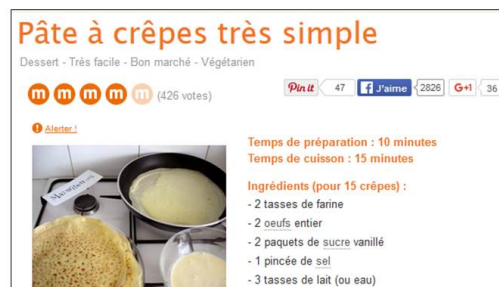 Pâte à crêpes très simple
Dessert - Très facile - Bon marché - Végétarien
m m m m m (426 votes)
Pin it 47 J'aime 2826 G+1 36
Alerter !
Marmiton.org
Temps de préparation : 10 minutes
Temps de cuisson : 15 minutes
Ingrédients (pour 15 crêpes) :
- 2 tasses de farine
- 2 oeufs entier
- 2 paquets de sucre vanillé
- 1 pincée de sel
- 3 tasses de lait (ou eau)